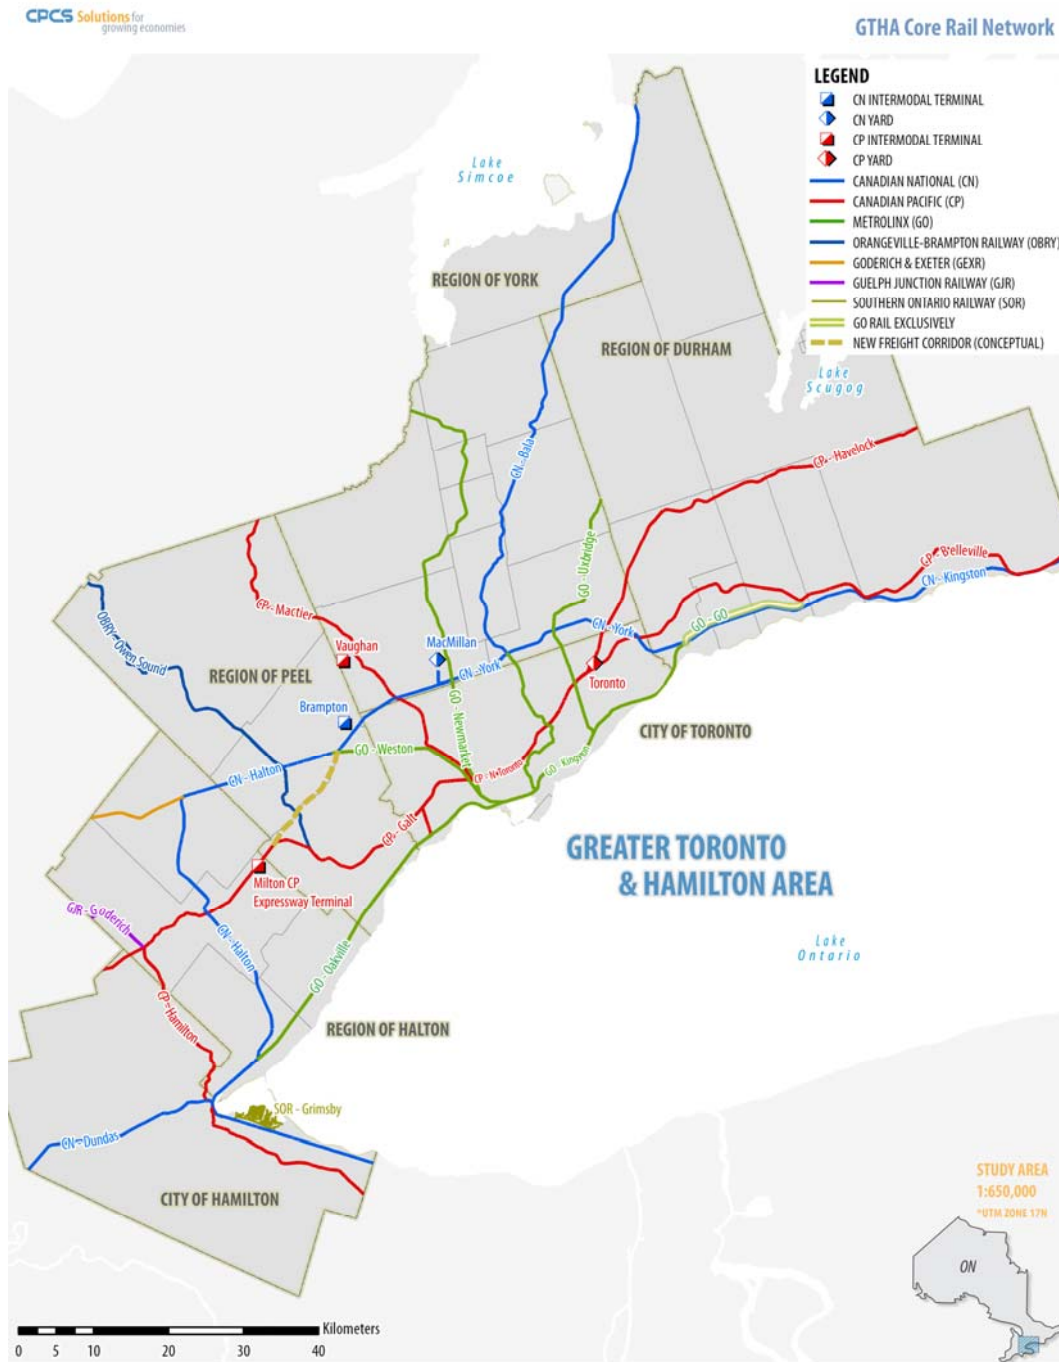 CPCS Solutions for
growing economies
GTHA Core Rail Network
LEGEND
CN INTERMODAL TERMINAL
CN YARD
CP INTERMODAL TERMINAL
CP YARD
CANADIAN NATIONAL (CN)
CANADIAN PACIFIC (CP)
METROLINX (GO)
ORANGEVILLE-BRAMPTON RAILWAY (OBRY)
GODERICH & EXETER (GEXR)
GUELPH JUNCTION RAILWAY (GJR)
SOUTHERN ONTARIO RAILWAY (SOR)
GO RAIL EXCLUSIVELY
NEW FREIGHT CORRIDOR (CONCEPTUAL)
Lake
Simcoe
REGION OF YORK
REGION OF DURHAM
Lake
Scugog
CN - Bala
CP - Havelock
GO - Uxbridge
CP - Belleville
CN - Kingston
CP - Mactier
OBRY - Owen Sound
CN - York
GO - GO
Vaughan
MacMillan
CN - York
REGION OF PEEL
Toronto
Brampton
GO - Newmarket
CITY OF TORONTO
GO - Weston
CN - Halton
CP - N. Toronto
GO - Kingston
CP - Galt
GREATER TORONTO
& HAMILTON AREA
Milton CP
Expressway Terminal
GJR - Goderich
CN - Halton
GO - Oakville
Lake
Ontario
CP - Hamilton
REGION OF HALTON
SOR - Grimsby
CN - Dundas
CITY OF HAMILTON
STUDY AREA
1:650,000
*UTM ZONE 17N
ON
Kilometers
0 5 10 20 30 40